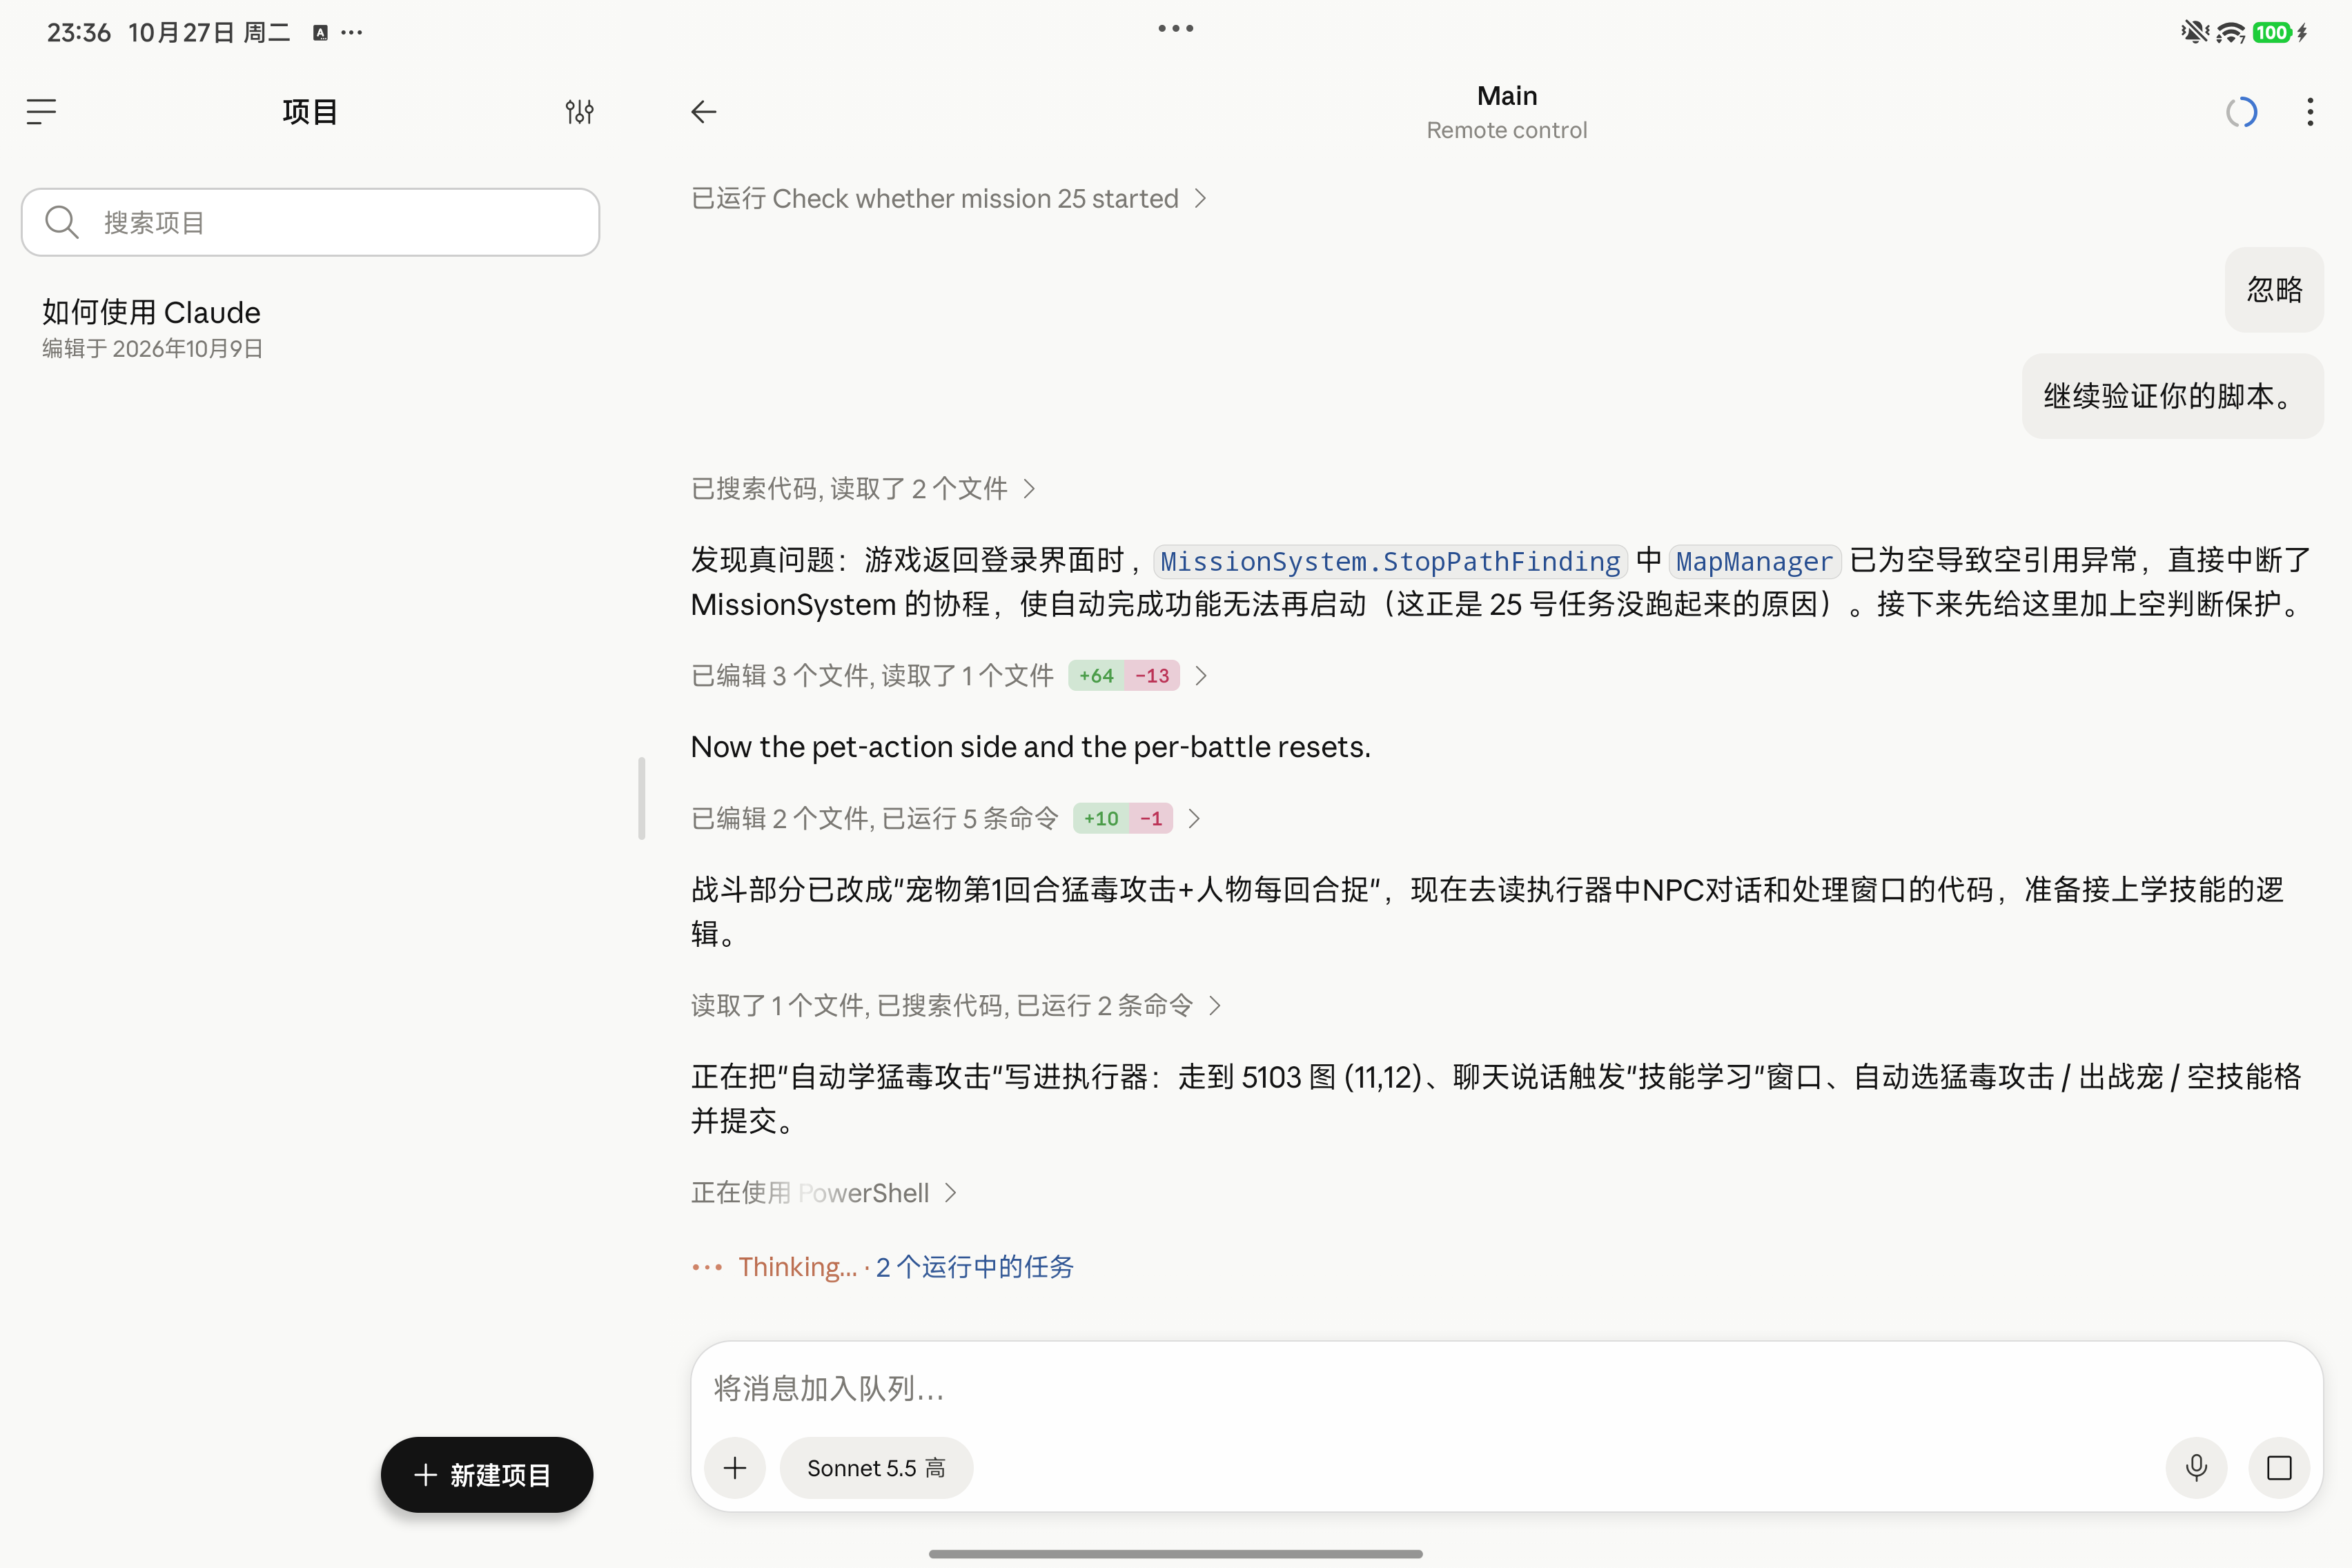 23:36 10月27日 周二 A ...
100
项目
搜索项目
如何使用 Claude
编辑于 2026年10月9日
新建项目
Main
Remote control
已运行 Check whether mission 25 started
忽略
继续验证你的脚本。
已搜索代码, 读取了 2 个文件
发现真问题：游戏返回登录界面时，MissionSystem.StopPathFinding 中 MapManager 已为空导致空引用异常，直接中断了
MissionSystem 的协程，使自动完成功能无法再启动（这正是 25 号任务没跑起来的原因）。接下来先给这里加上空判断保护。
已编辑 3 个文件, 读取了 1 个文件 +64 -13
Now the pet-action side and the per-battle resets.
已编辑 2 个文件, 已运行 5 条命令 +10 -1
战斗部分已改成"宠物第1回合猛毒攻击+人物每回合捉"，现在去读执行器中NPC对话和处理窗口的代码，准备接上学技能的逻
辑。
读取了 1 个文件, 已搜索代码, 已运行 2 条命令
正在把"自动学猛毒攻击"写进执行器：走到 5103 图 (11,12)、聊天说话触发"技能学习"窗口、自动选猛毒攻击 / 出战宠 / 空技能格
并提交。
正在使用 PowerShell
Thinking... · 2 个运行中的任务
将消息加入队列...
Sonnet 5.5 高